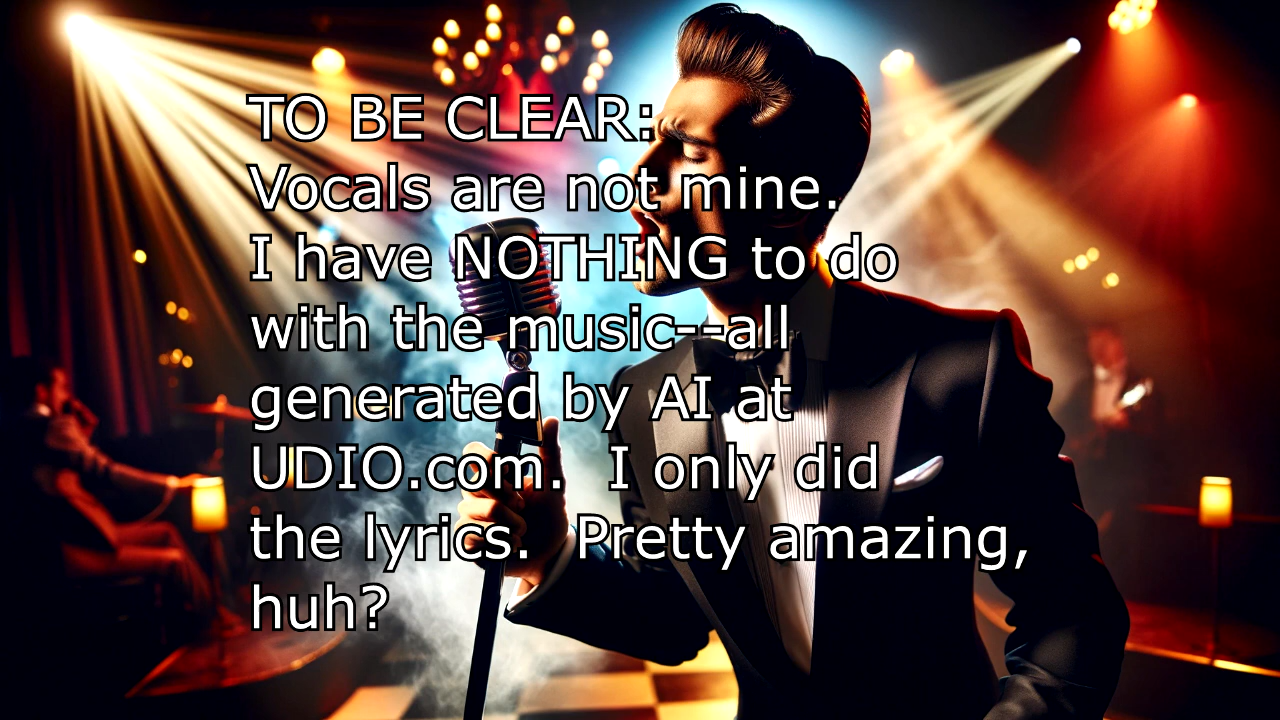 TO BE CLEAR:
Vocals are not mine.
I have NOTHING to do
with the music--all
generated by AI at
UDIO.com.  I only did
the lyrics.  Pretty amazing,
huh?